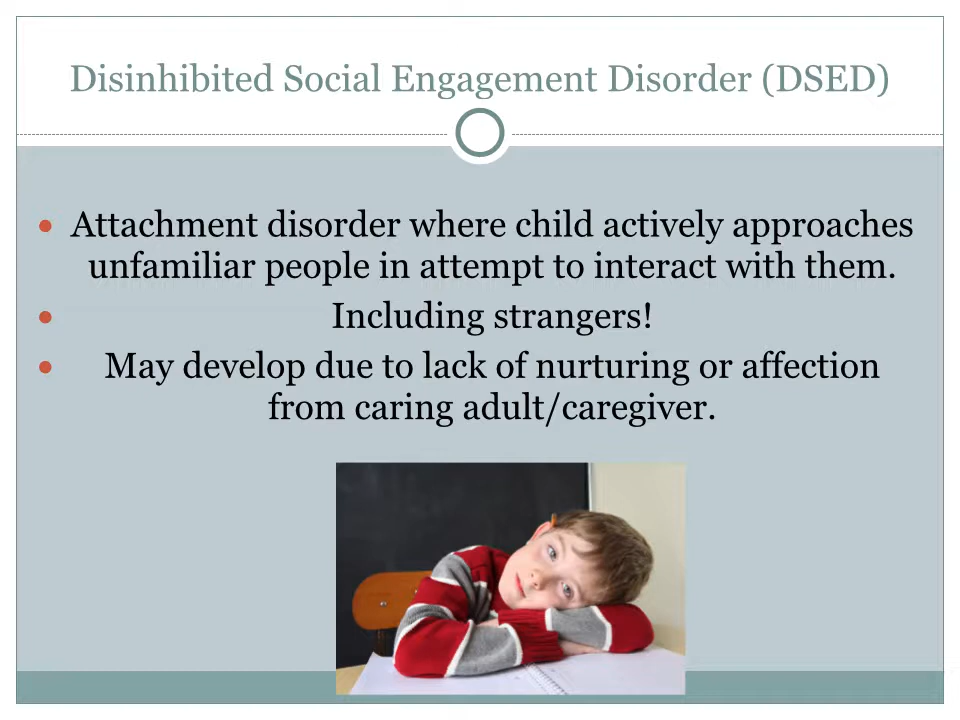 Disinhibited Social Engagement Disorder (DSED)
• Attachment disorder where child actively approaches
unfamiliar people in attempt to interact with them.
• Including strangers!
• May develop due to lack of nurturing or affection
from caring adult/caregiver.